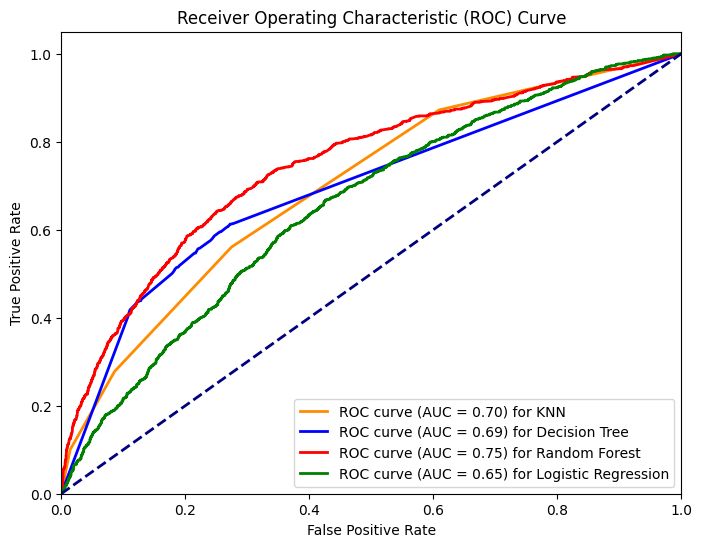 Receiver Operating Characteristic (ROC) Curve
True Positive Rate
1.0
0.8
0.6
0.4
0.2
0.0
ROC curve (AUC = 0.70) for KNN
ROC curve (AUC = 0.69) for Decision Tree
ROC curve (AUC = 0.75) for Random Forest
ROC curve (AUC = 0.65) for Logistic Regression
0.0 0.2 0.4 0.6 0.8 1.0
False Positive Rate